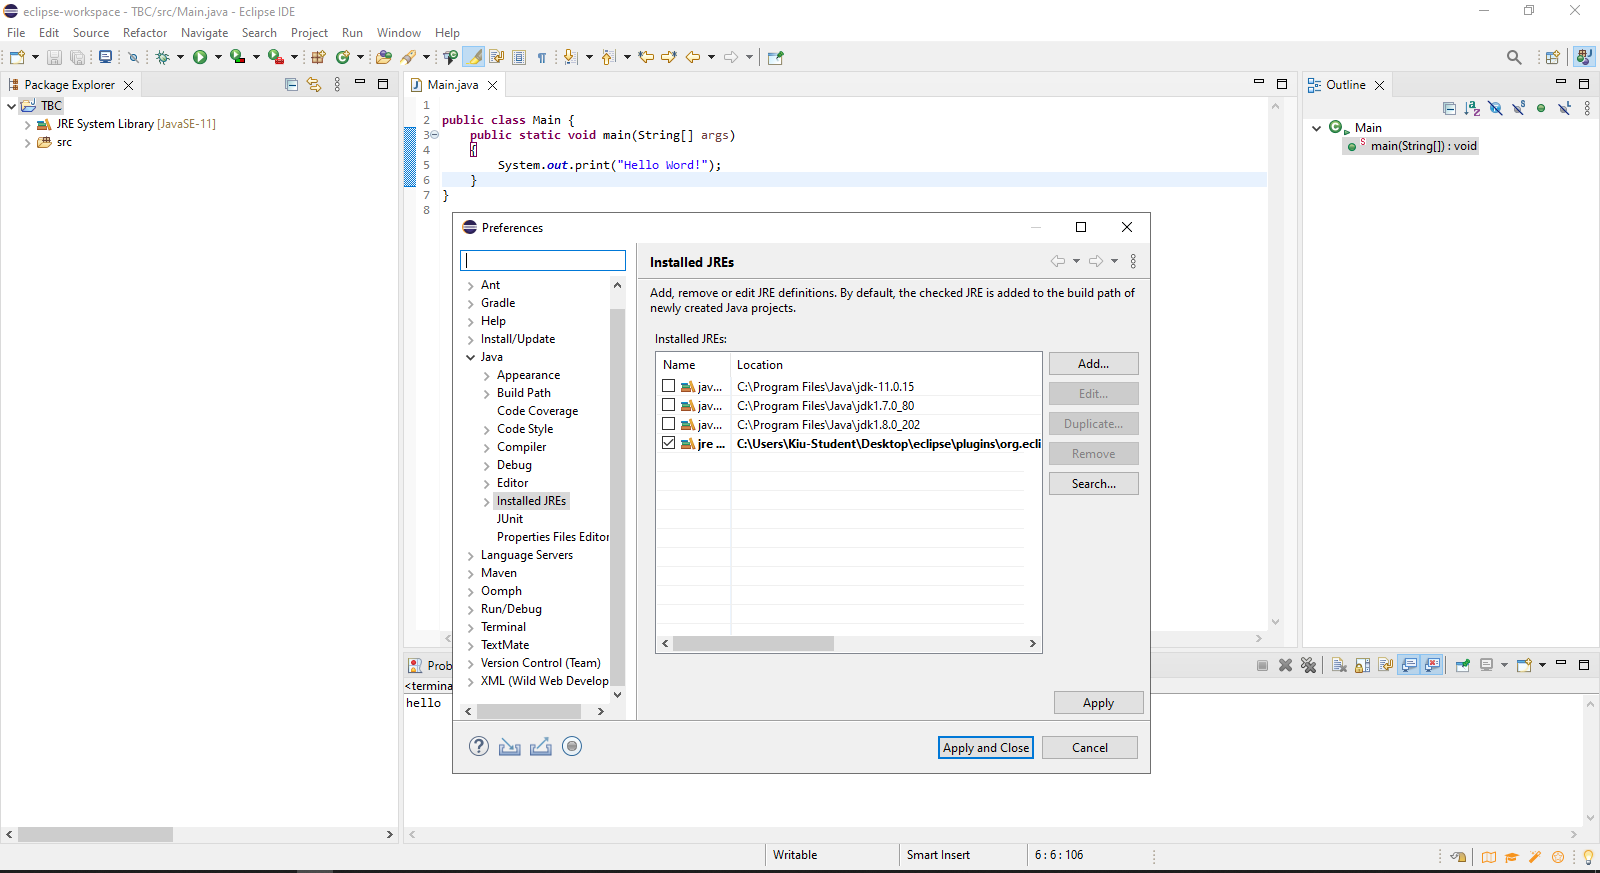 eclipse-workspace - TBC/src/Main.java - Eclipse IDE
File Edit Source Refactor Navigate Search Project Run Window Help
Package Explorer
TBC
JRE System Library [JavaSE-11]
src
Main.java
1
2 public class Main {
3 public static void main(String[] args)
4 {
5 System.out.print("Hello Word!");
6 }
7 }
8
Outline
Main
main(String[]) : void
Preferences
Ant
Gradle
Help
Install/Update
Java
Appearance
Build Path
Code Coverage
Code Style
Compiler
Debug
Editor
Installed JREs
JUnit
Properties Files Editor
Language Servers
Maven
Oomph
Run/Debug
Terminal
TextMate
Version Control (Team)
XML (Wild Web Develop
Installed JREs
Add, remove or edit JRE definitions. By default, the checked JRE is added to the build path of
newly created Java projects.
Installed JREs:
Name Location
jav... C:\Program Files\Java\jdk-11.0.15
jav... C:\Program Files\Java\jdk1.7.0_80
jav... C:\Program Files\Java\jdk1.8.0_202
jre ... C:\Users\Kiu-Student\Desktop\eclipse\plugins\org.ecli
Add...
Edit...
Duplicate...
Remove
Search...
Apply
Apply and Close
Cancel
Prob
<termina
hello
Writable
Smart Insert
6 : 6 : 106